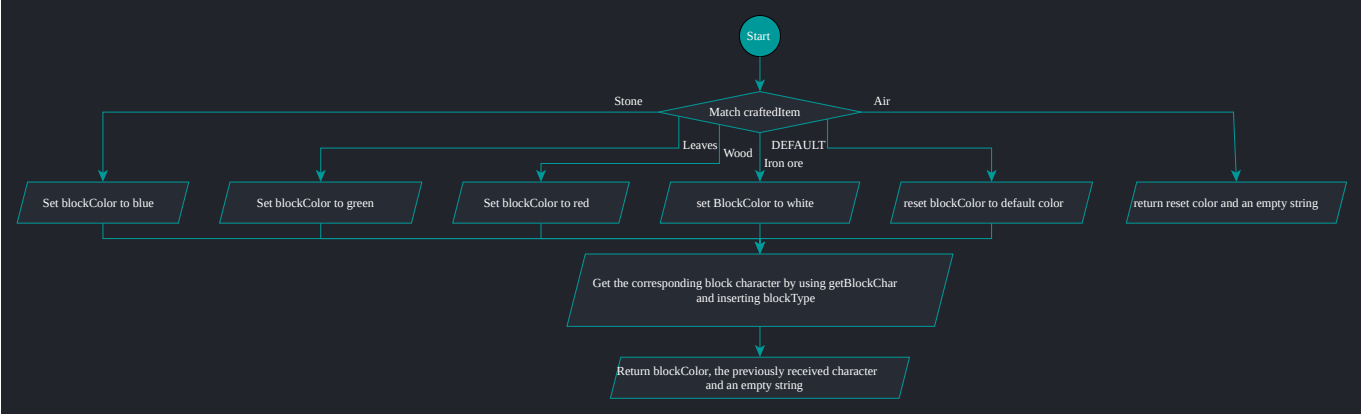 Start
Match craftedItem
Stone
Air
Leaves
Wood
DEFAULT
Iron ore
Set blockColor to blue
Set blockColor to green
Set blockColor to red
set BlockColor to white
reset blockColor to default color
return reset color and an empty string
Get the corresponding block character by using getBlockChar
and inserting blockType
Return blockColor, the previously received character
and an empty string